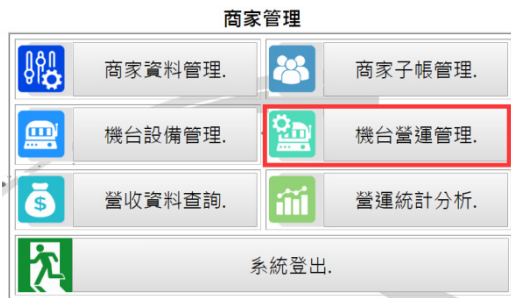 商家管理
商家資料管理.
商家子帳管理.
機台設備管理.
機台營運管理.
$
營收資料查詢.
營運統計分析.
系統登出.